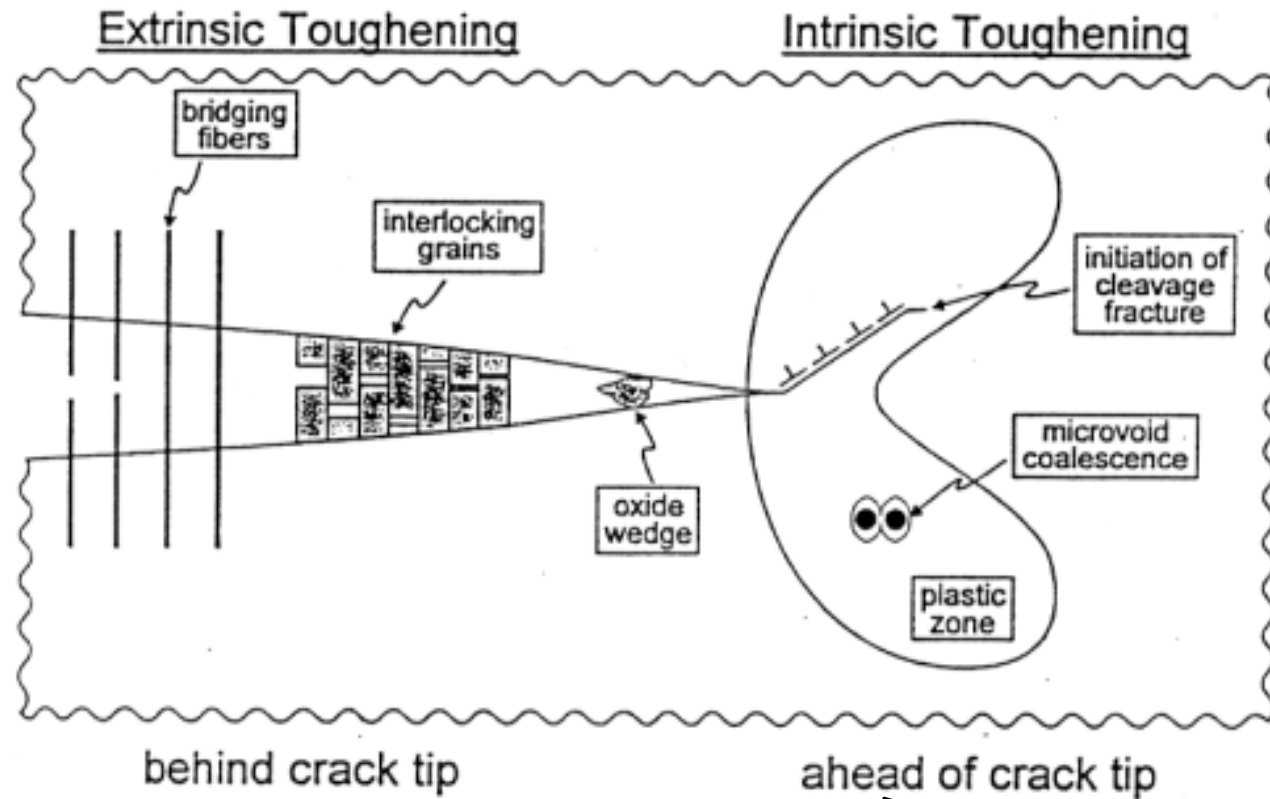 Extrinsic Toughening
Intrinsic Toughening
bridging
fibers
interlocking
grains
initiation of
cleavage
fracture
microvoid
coalescence
oxide
wedge
plastic
zone
behind crack tip
ahead of crack tip